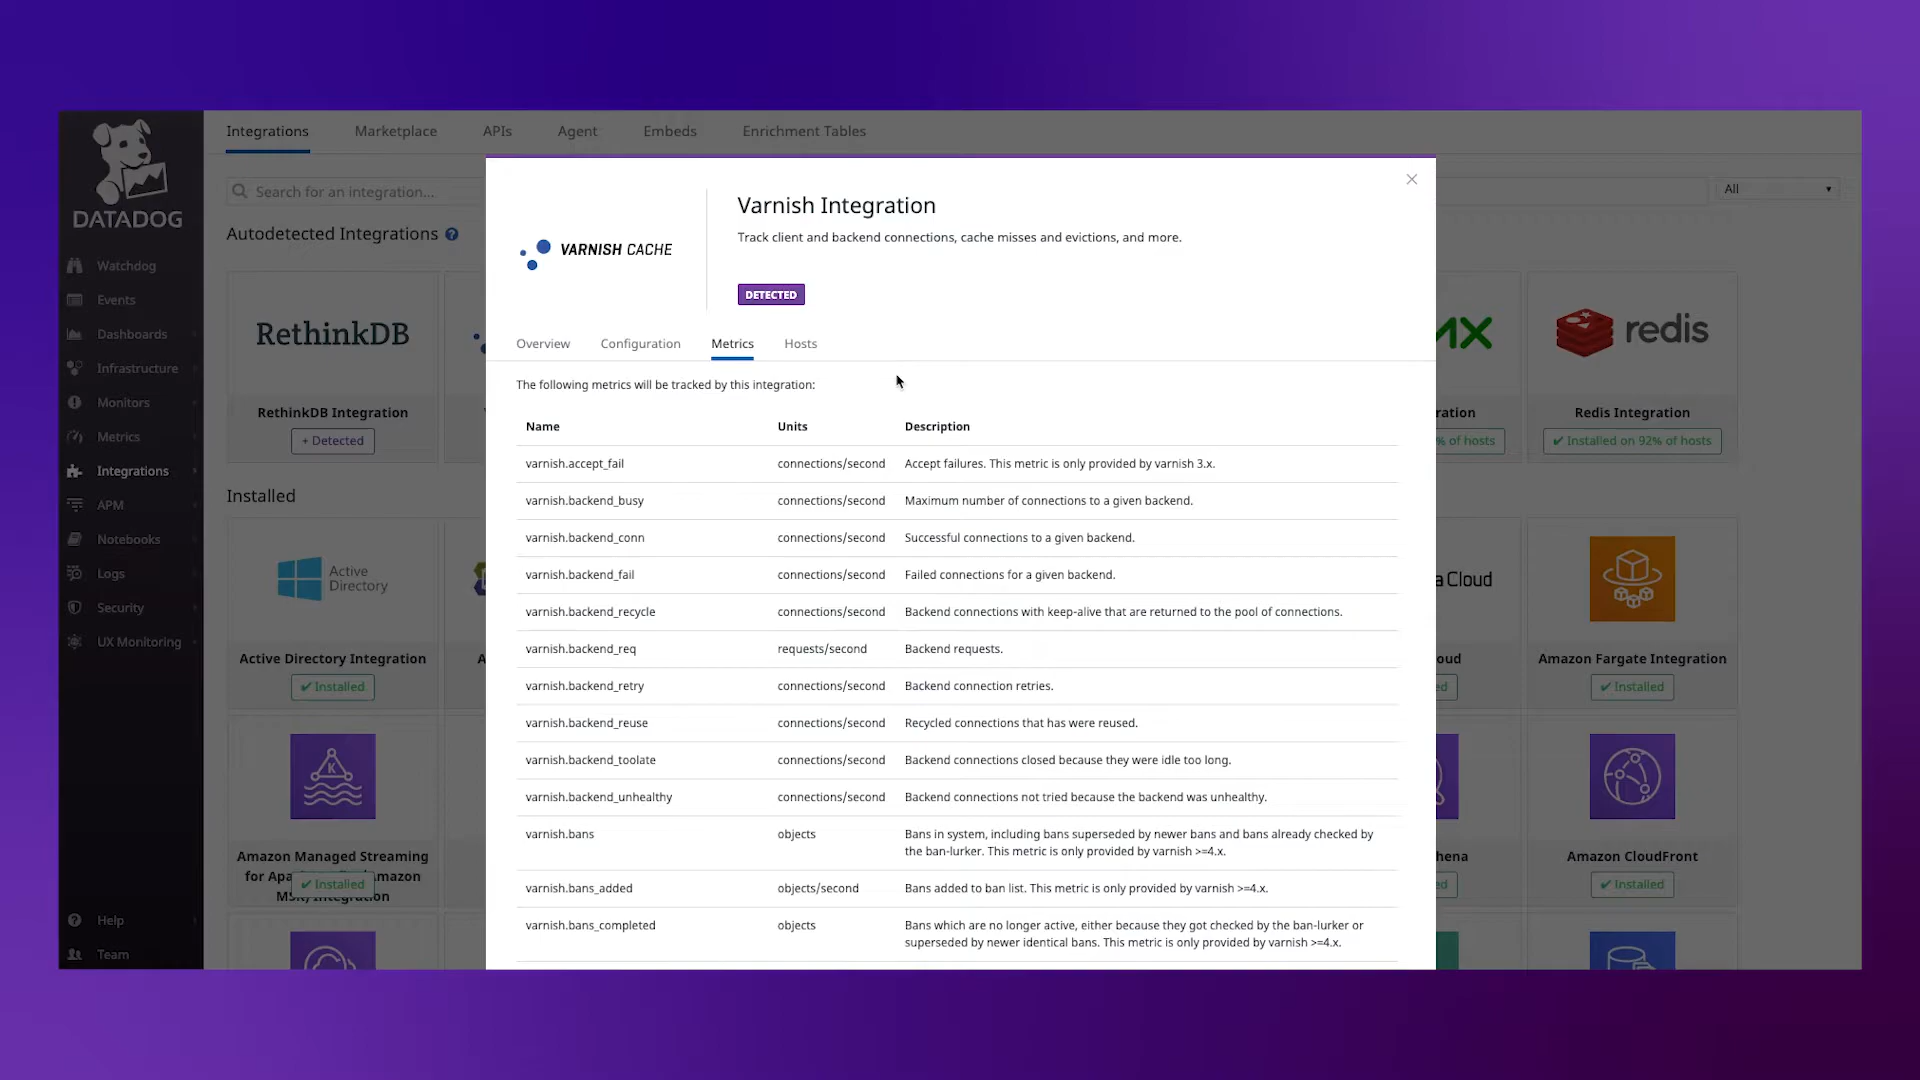 DATADOG
Watchdog
Events
Dashboards
Infrastructure
Monitors
Metrics
Integrations
APM
Notebooks
Logs
Security
UX Monitoring
Help
Team
Integrations Marketplace APIs Agent Embeds Enrichment Tables
Search for an integration...
All
Autodetected Integrations ?
RethinkDB
RethinkDB Integration
+ Detected
redis
Redis Integration
✔ Installed on 92% of hosts
MX
ration
% of hosts
Installed
Active
Directory
Active Directory Integration
✔ Installed
a Cloud
oud
ed
Amazon Fargate Integration
✔ Installed
Amazon Managed Streaming
✔ Installed
hena
ed
Amazon CloudFront
✔ Installed
VARNISH CACHE
Varnish Integration
Track client and backend connections, cache misses and evictions, and more.
DETECTED
Overview Configuration Metrics Hosts
The following metrics will be tracked by this integration:
Name Units Description
varnish.accept_fail connections/second Accept failures. This metric is only provided by varnish 3.x.
varnish.backend_busy connections/second Maximum number of connections to a given backend.
varnish.backend_conn connections/second Successful connections to a given backend.
varnish.backend_fail connections/second Failed connections for a given backend.
varnish.backend_recycle connections/second Backend connections with keep-alive that are returned to the pool of connections.
varnish.backend_req requests/second Backend requests.
varnish.backend_retry connections/second Backend connection retries.
varnish.backend_reuse connections/second Recycled connections that has were reused.
varnish.backend_toolate connections/second Backend connections closed because they were idle too long.
varnish.backend_unhealthy connections/second Backend connections not tried because the backend was unhealthy.
varnish.bans objects Bans in system, including bans superseded by newer bans and bans already checked by
the ban-lurker. This metric is only provided by varnish >=4.x.
varnish.bans_added objects/second Bans added to ban list. This metric is only provided by varnish >=4.x.
varnish.bans_completed objects Bans which are no longer active, either because they got checked by the ban-lurker or
superseded by newer identical bans. This metric is only provided by varnish >=4.x.